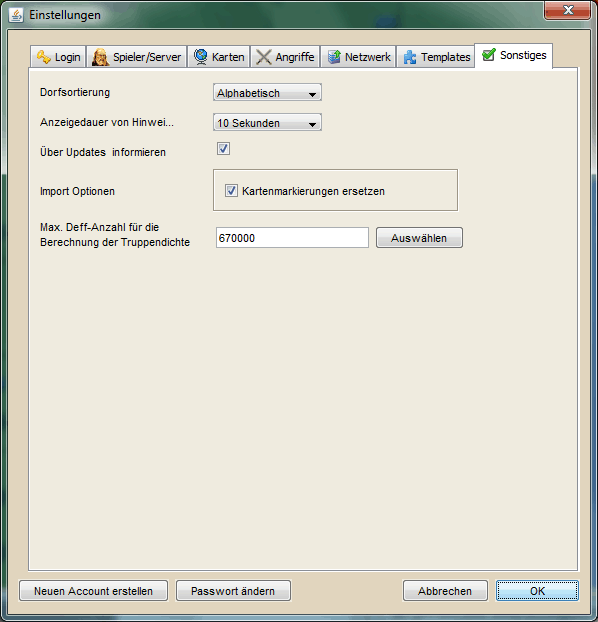 Einstellungen
Login
Spieler/Server
Karten
Angriffe
Netzwerk
Templates
Sonstiges
Dorfsortierung
Alphabetisch
Anzeigedauer von Hinwei...
10 Sekunden
Über Updates informieren
Import Optionen
Kartenmarkierungen ersetzen
Max. Deff-Anzahl für die
Berechnung der Truppendichte
670000
Auswählen
Neuen Account erstellen
Passwort ändern
Abbrechen
OK